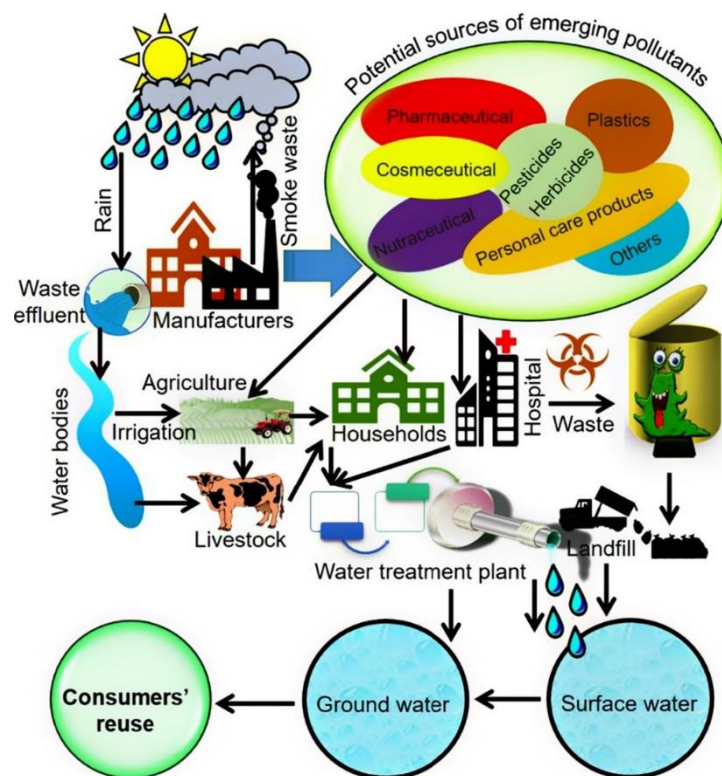 Potential sources of emerging pollutants
Pharmaceutical
Plastics
Cosmeceutical
Pesticides
Herbicides
Nutraceutical
Personal care products
Others
Rain
Smoke waste
Waste
effluent
Manufacturers
Agriculture
Water bodies
Irrigation
Households
Hospital
Waste
Livestock
Landfill
Water treatment plant
Consumers’
reuse
Ground water
Surface water